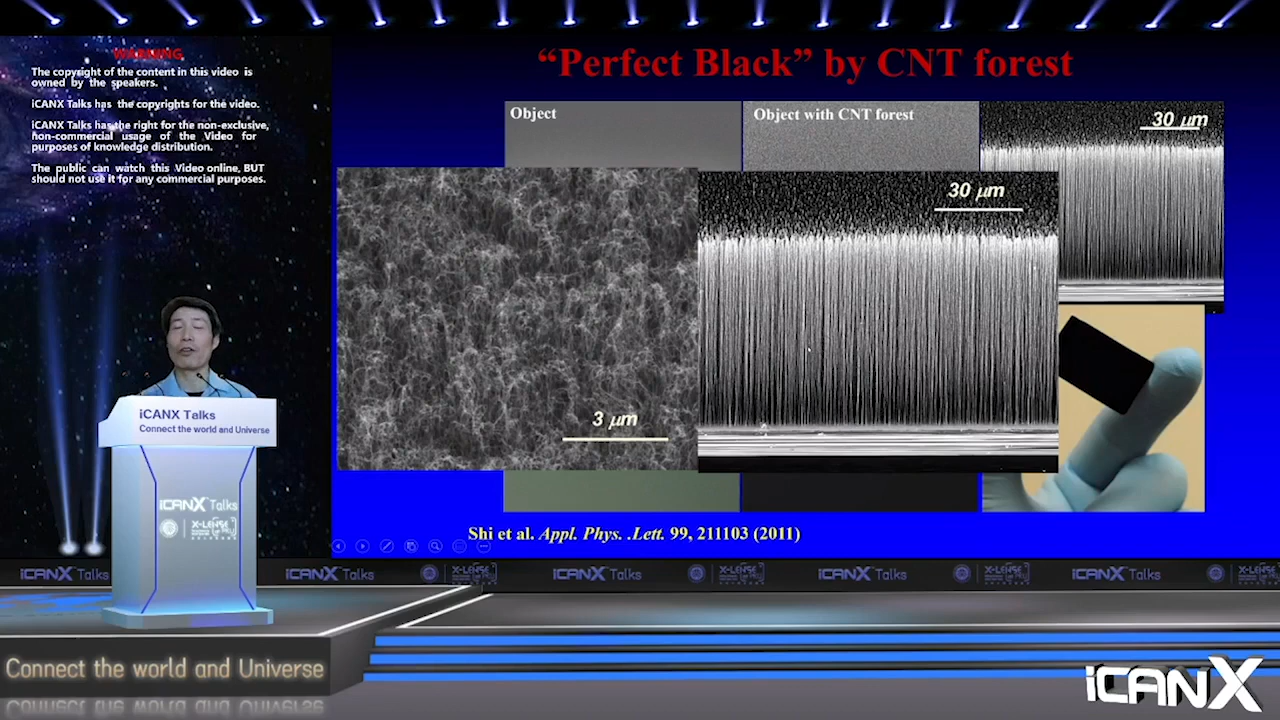 WARNING
The copyright of the content in this video is
owned by the speakers.
iCANX Talks has the copyrights for the video.
iCANX Talks has the right for the non-exclusive,
non-commercial usage of the Video for
purposes of knowledge distribution.
The public can watch this Video online, BUT
should not use it for any commercial purposes.
“Perfect Black” by CNT forest
Object
Object with CNT forest
30 μm
30 μm
3 μm
Shi et al. Appl. Phys. .Lett. 99, 211103 (2011)
iCANX Talks
Connect the world and Universe
iCANX Talks
X-LENSE
iCANX Talks
iCANX Talks
X-LENSE
iCANX Talks
X-LENSE
iCANX Talks
X-LENSE
iCANX Talks
X-LENSE
Connect the world and Universe
iCANX